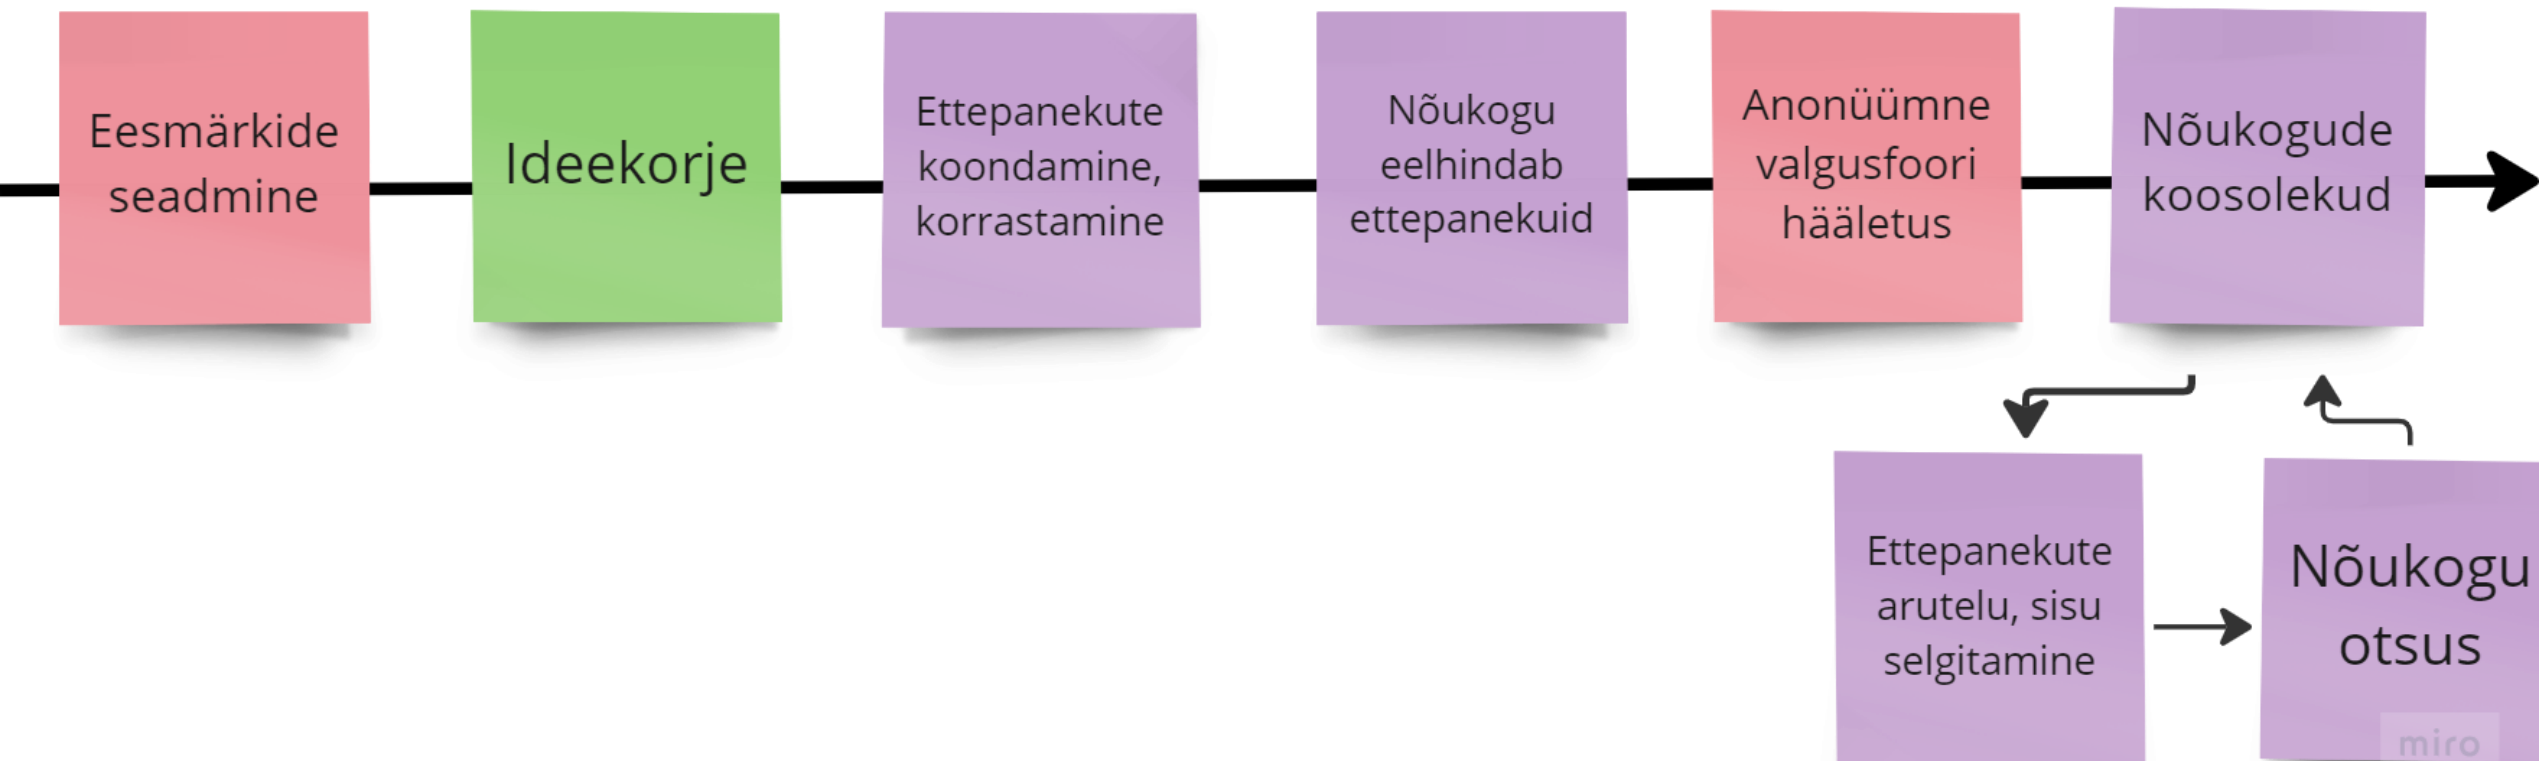 Eesmärkide
seadmine
Ideekorje
Ettepanekute
koondamine,
korrastamine
Nõukogu
eelhindab
ettepanekuid
Anonüümne
valgusfoori
hääletus
Nõukogude
koosolekud
Ettepanekute
arutelu, sisu
selgitamine
Nõukogu
otsus
miro